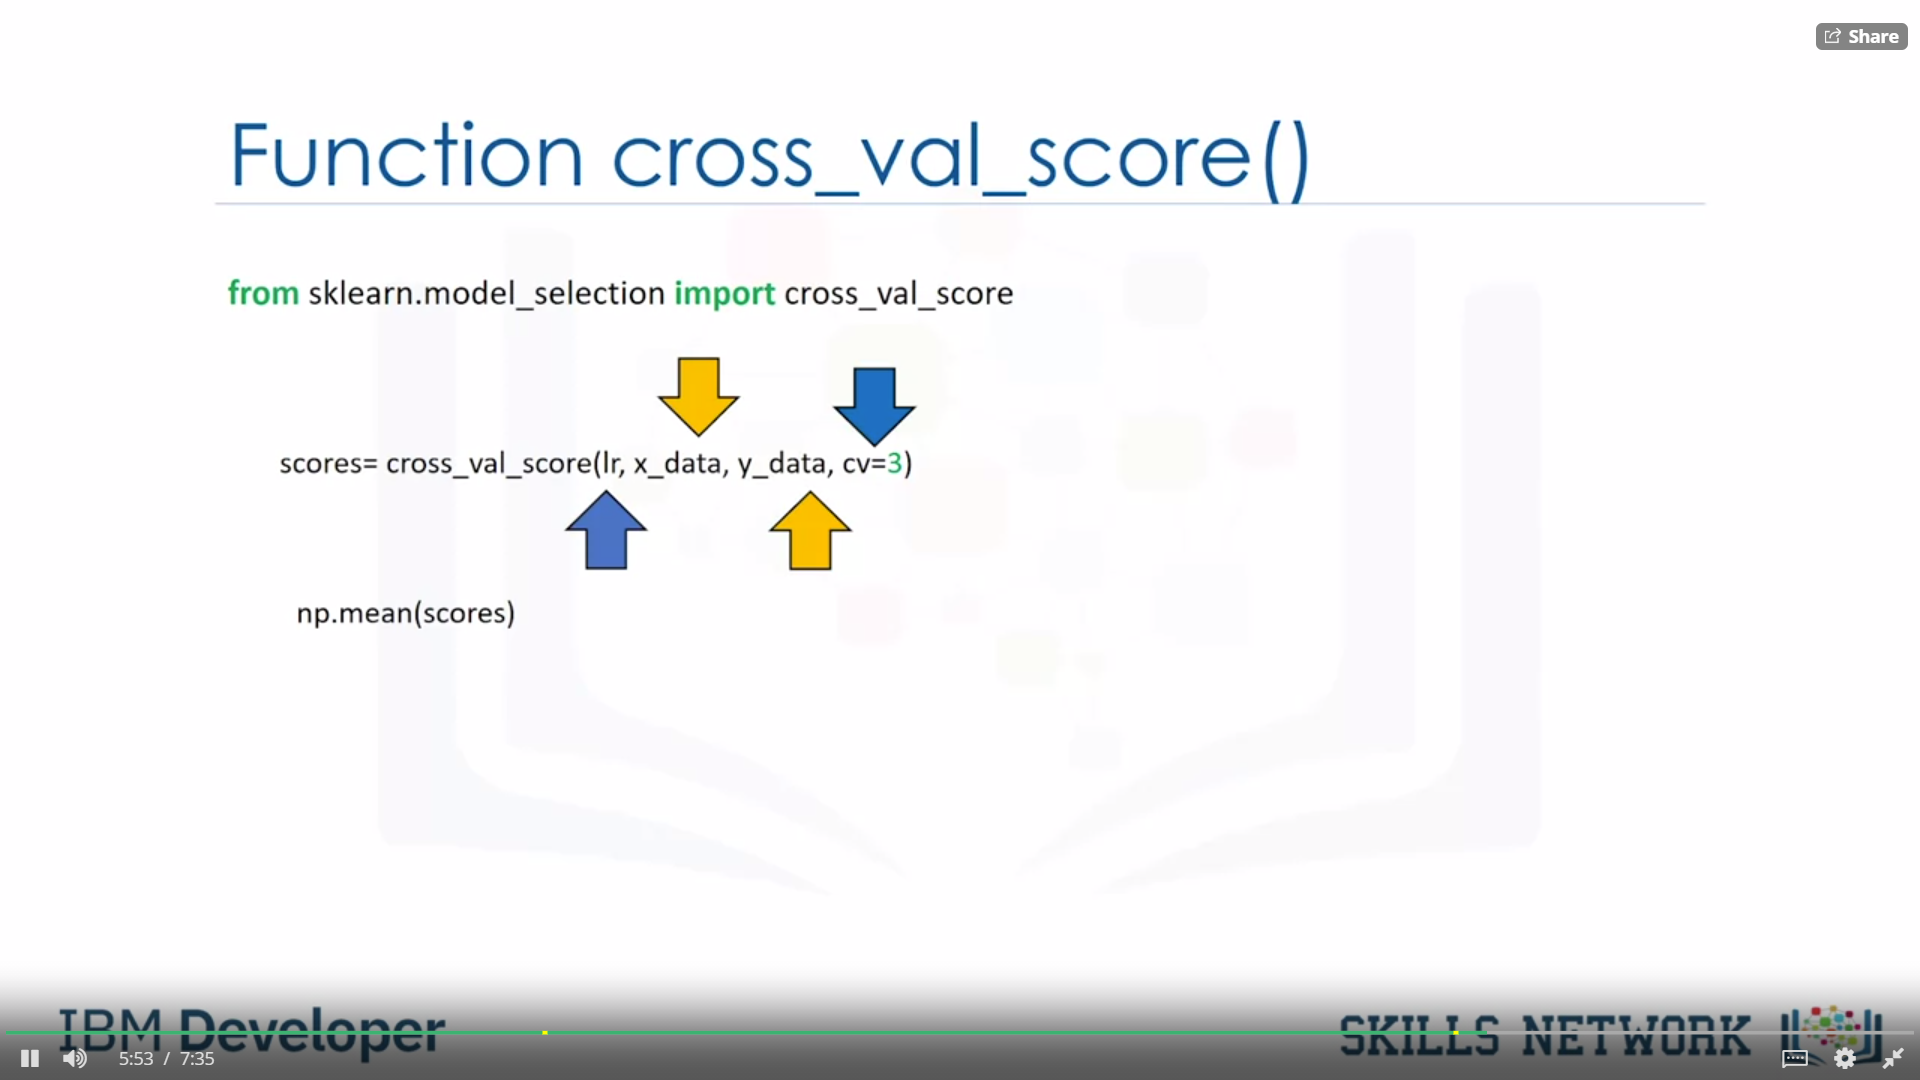 Share
Function cross_val_score()
from sklearn.model_selection import cross_val_score
scores= cross_val_score(lr, x_data, y_data, cv=3)
np.mean(scores)
IBM Developer
SKILLS NETWORK
5:53 / 7:35